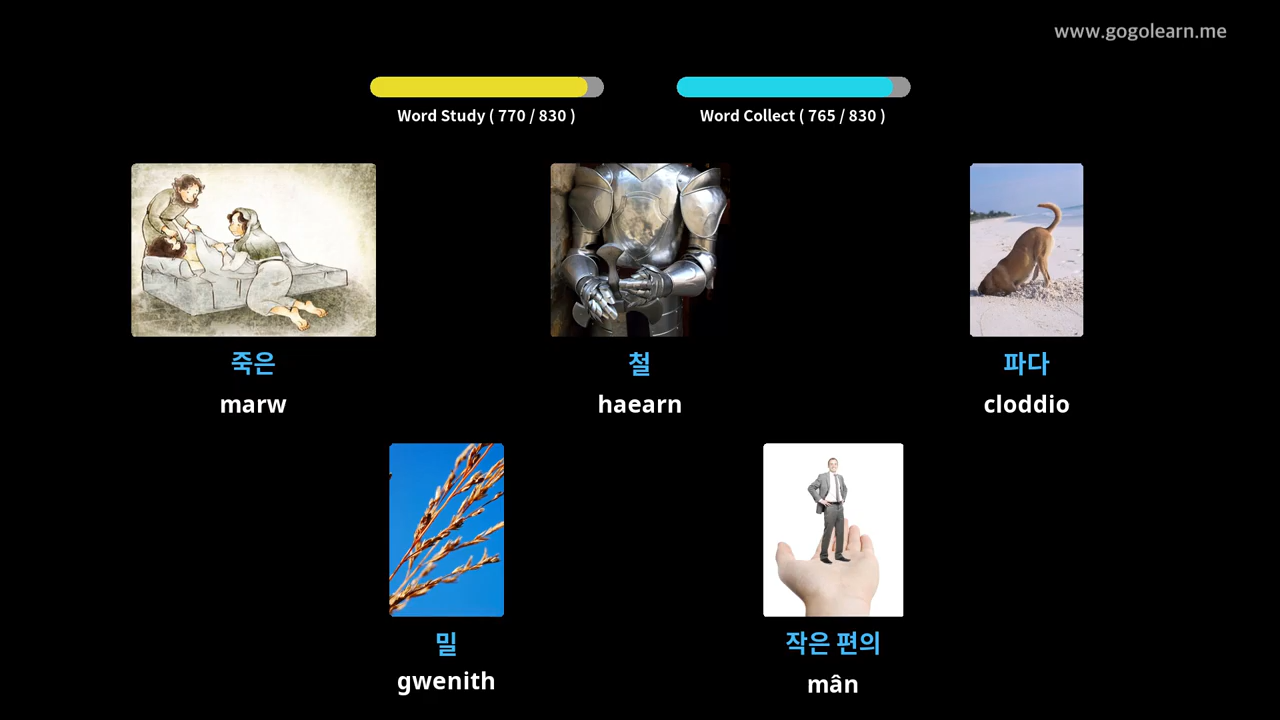 www.gogolearn.me
Word Study ( 770 / 830 )
Word Collect ( 765 / 830 )
죽은
marw
철
haearn
파다
cloddio
밀
gwenith
작은 편의
mân